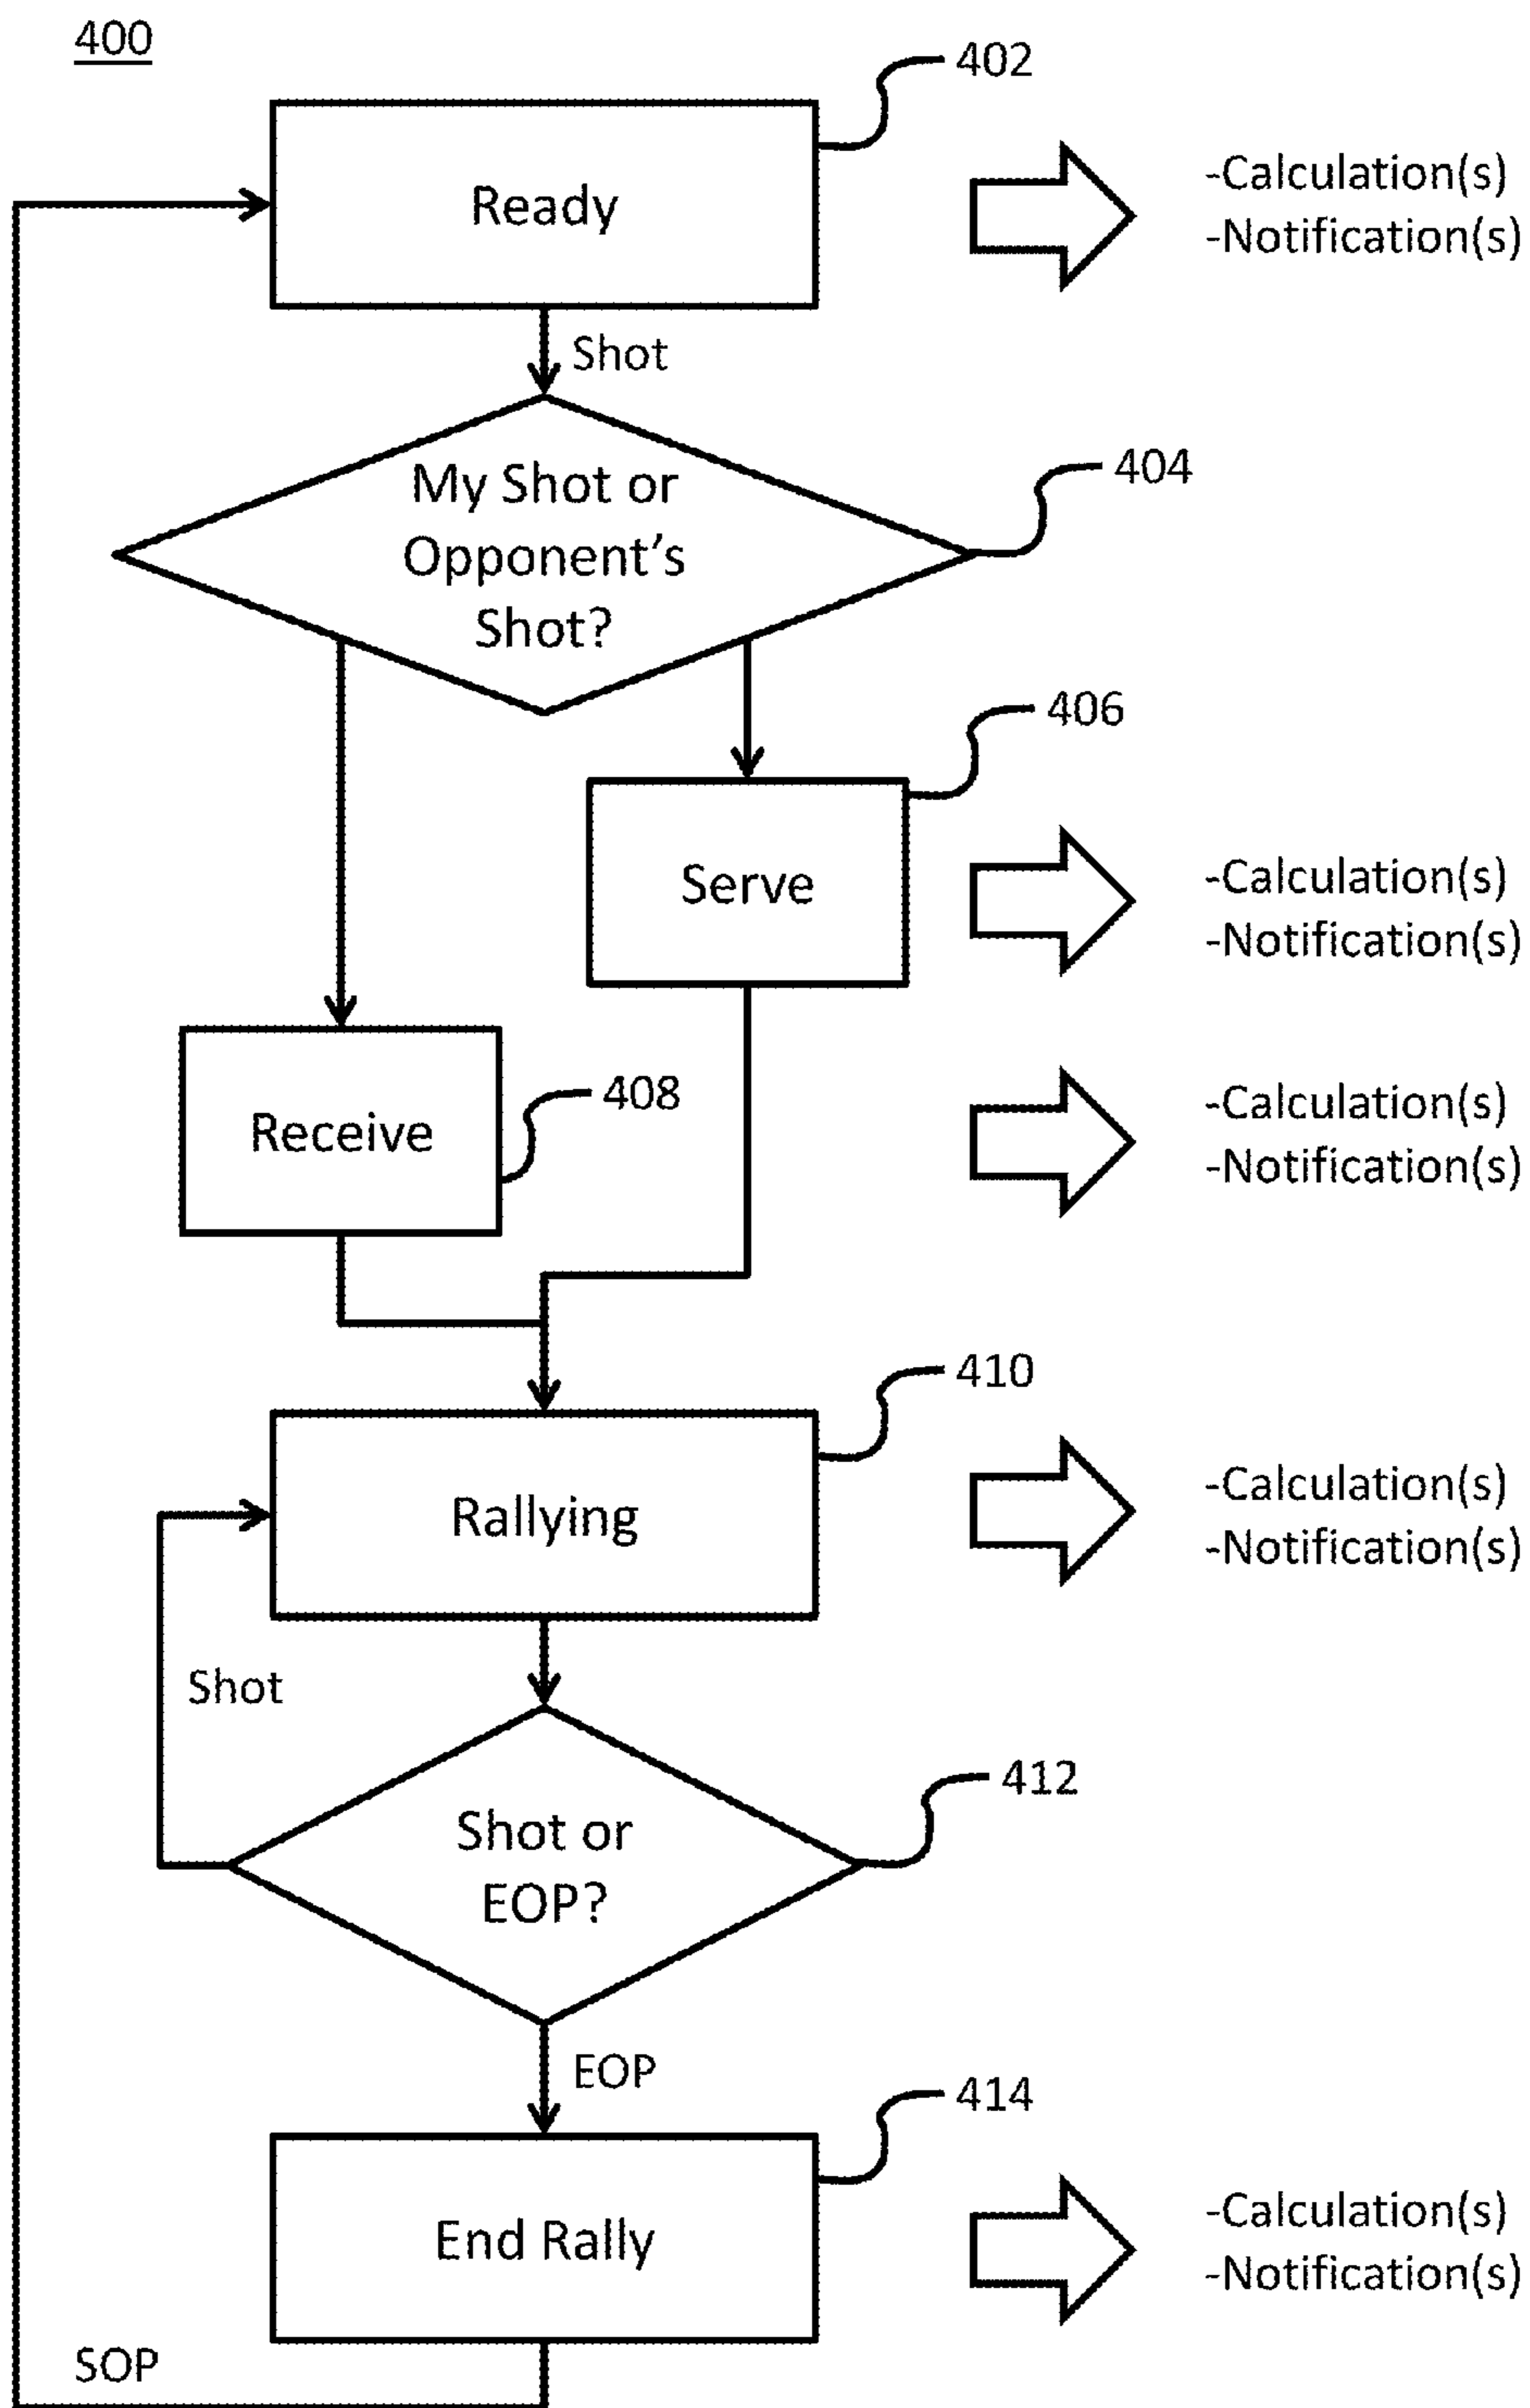 400
402
Ready
-Calculation(s)
-Notification(s)
Shot
My Shot or
Opponent's
Shot?
404
406
Serve
-Calculation(s)
-Notification(s)
408
Receive
-Calculation(s)
-Notification(s)
410
Rallying
-Calculation(s)
-Notification(s)
Shot
412
Shot or
EOP?
EOP
414
End Rally
-Calculation(s)
-Notification(s)
SOP